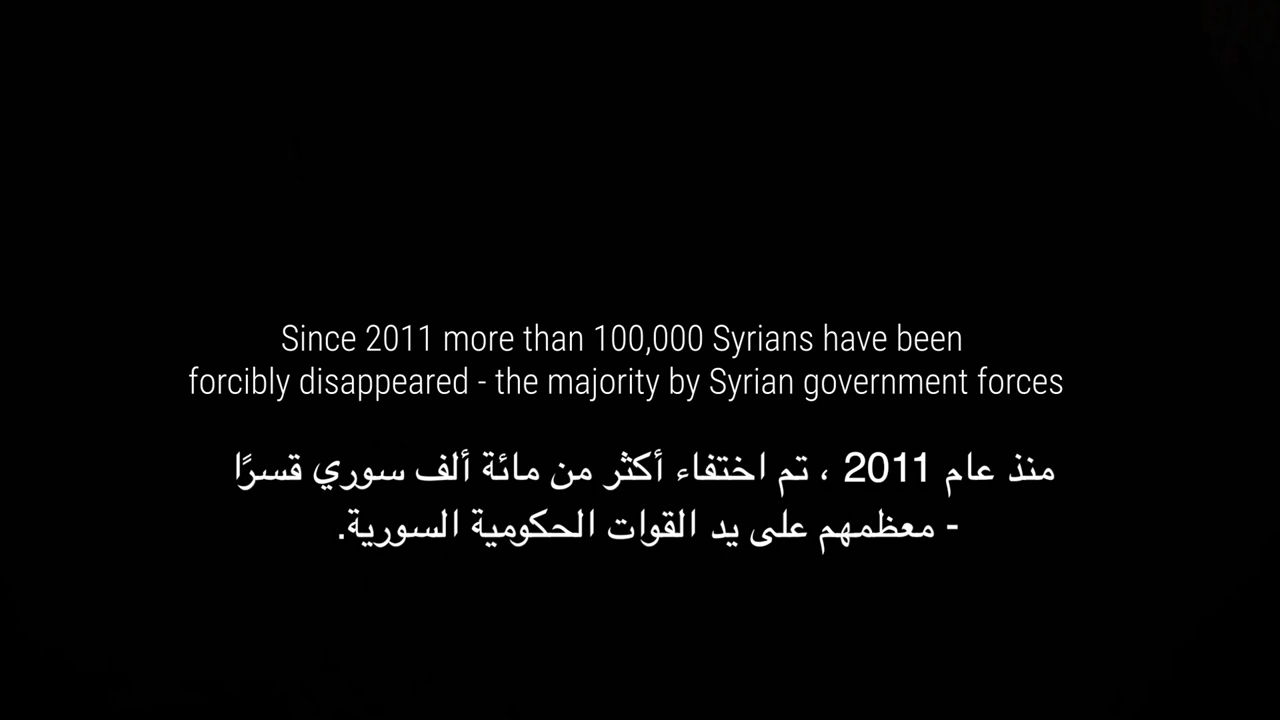 Since 2011 more than 100,000 Syrians have been
forcibly disappeared - the majority by Syrian government forces
منذ عام 2011 ، تم اختفاء أكثر من مائة ألف سوري قسرًا
- معظمهم على يد القوات الحكومية السورية.